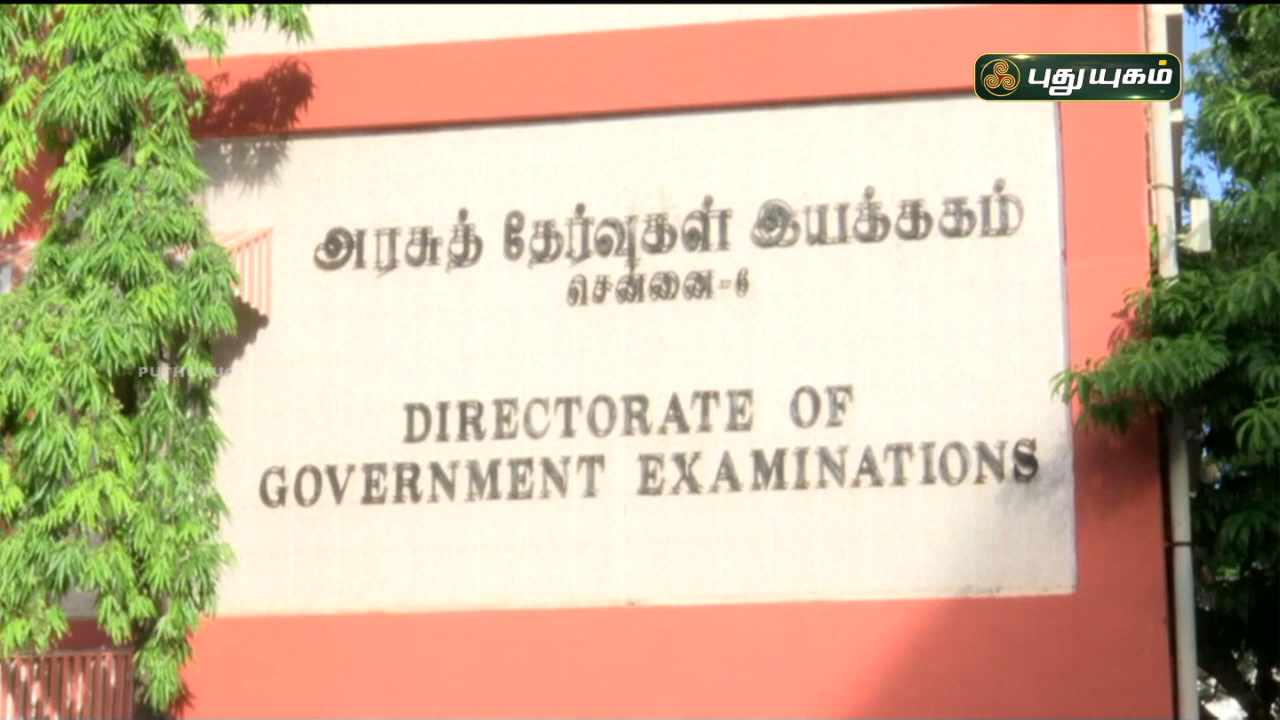 புதுயுகம்
அரசுத் தேர்வுகள் இயக்ககம்
சென்னை-6
DIRECTORATE OF
GOVERNMENT EXAMINATIONS